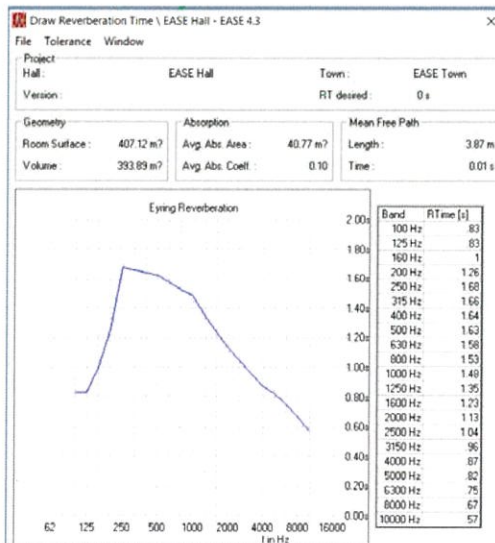 Draw Reverberation Time \ EASE Hall - EASE 4.3
File Tolerance Window
Project
Hall : EASE Hall Town : EASE Town
Version : RT desired : 0 s
Geometry Absorption Mean Free Path
Room Surface : 407.12 m? Avg. Abs. Area : 40.77 m? Length : 3.87 m
Volume : 393.89 m? Avg. Abs. Coeff. : 0.10 Time : 0.01 s
Eyring Reverberation
2.00s
1.80s
1.60s
1.40s
1.20s
1.00s
0.80s
0.60s
0.40s
0.20s
0.00s
62 125 250 500 1000 2000 4000 8000 16000
f in Hz
Band RTime [s]
100 Hz .83
125 Hz .83
160 Hz 1
200 Hz 1.26
250 Hz 1.68
315 Hz 1.66
400 Hz 1.64
500 Hz 1.63
630 Hz 1.58
800 Hz 1.53
1000 Hz 1.49
1250 Hz 1.35
1600 Hz 1.23
2000 Hz 1.13
2500 Hz 1.04
3150 Hz .96
4000 Hz .87
5000 Hz .82
6300 Hz .75
8000 Hz .67
10000 Hz .57